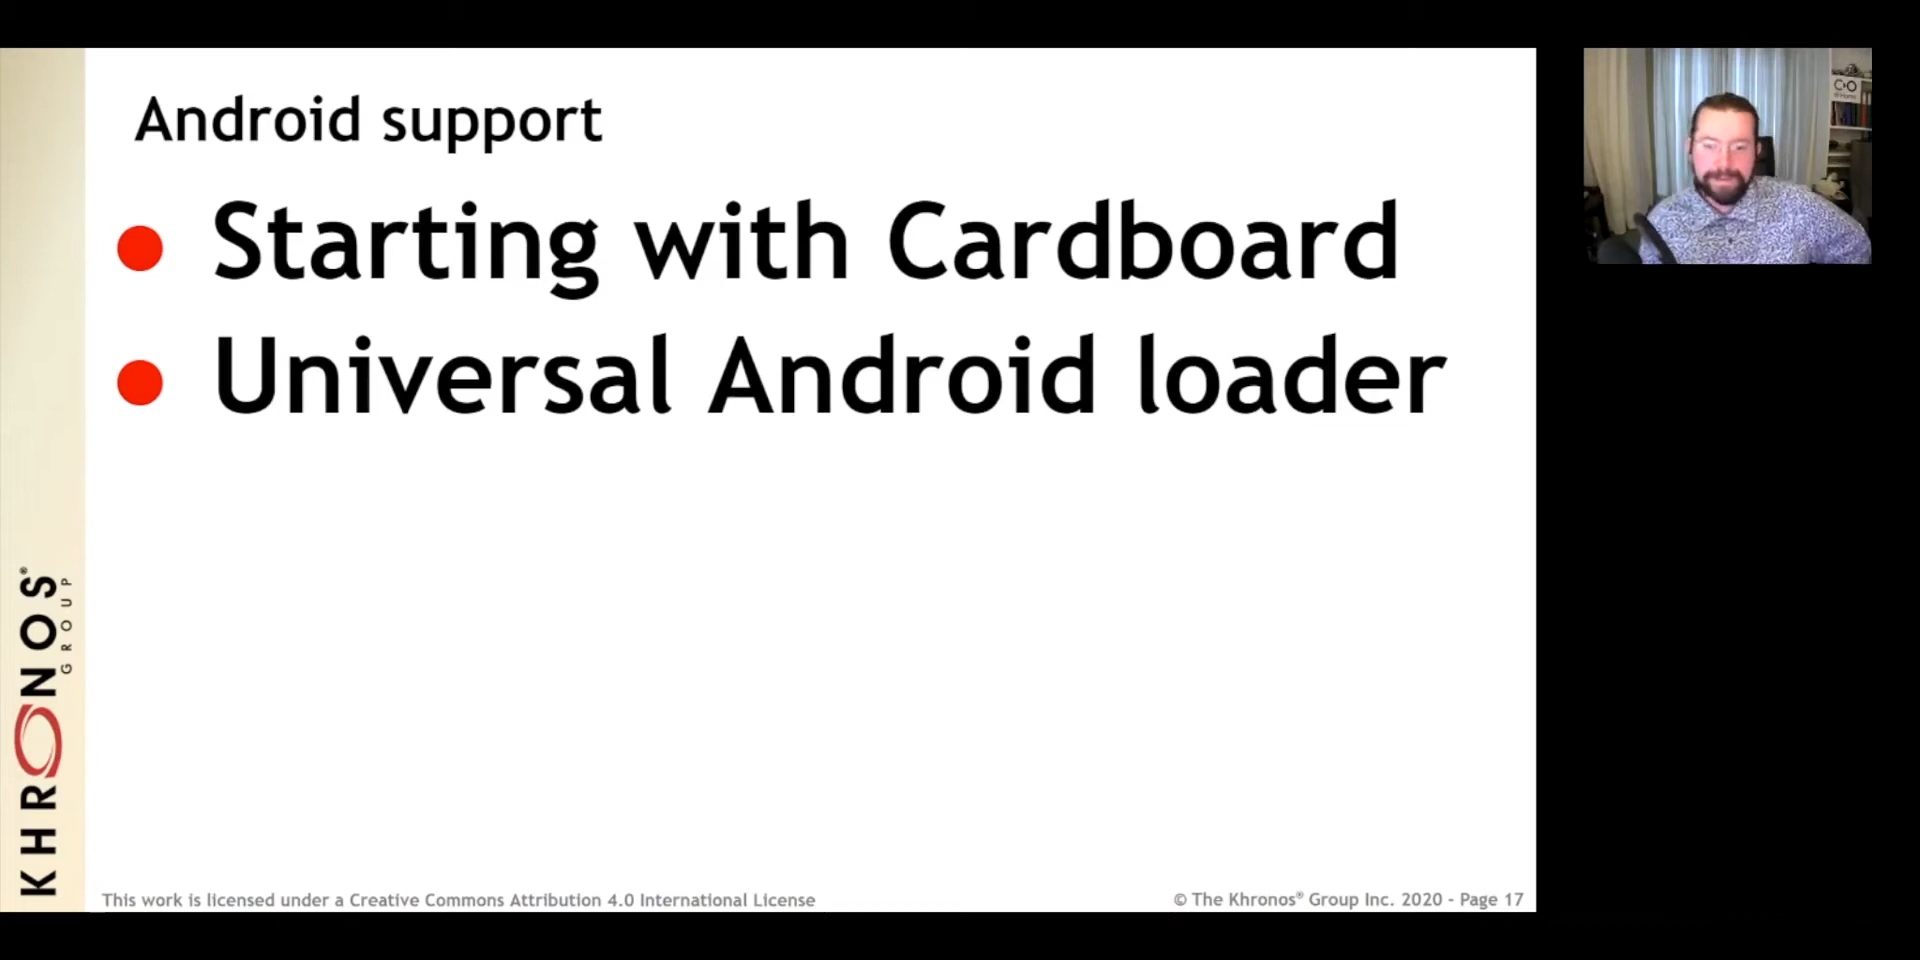 Android support
Starting with Cardboard
Universal Android loader
KHRONOS®
GROUP
This work is licensed under a Creative Commons Attribution 4.0 International License
© The Khronos® Group Inc. 2020 - Page 17